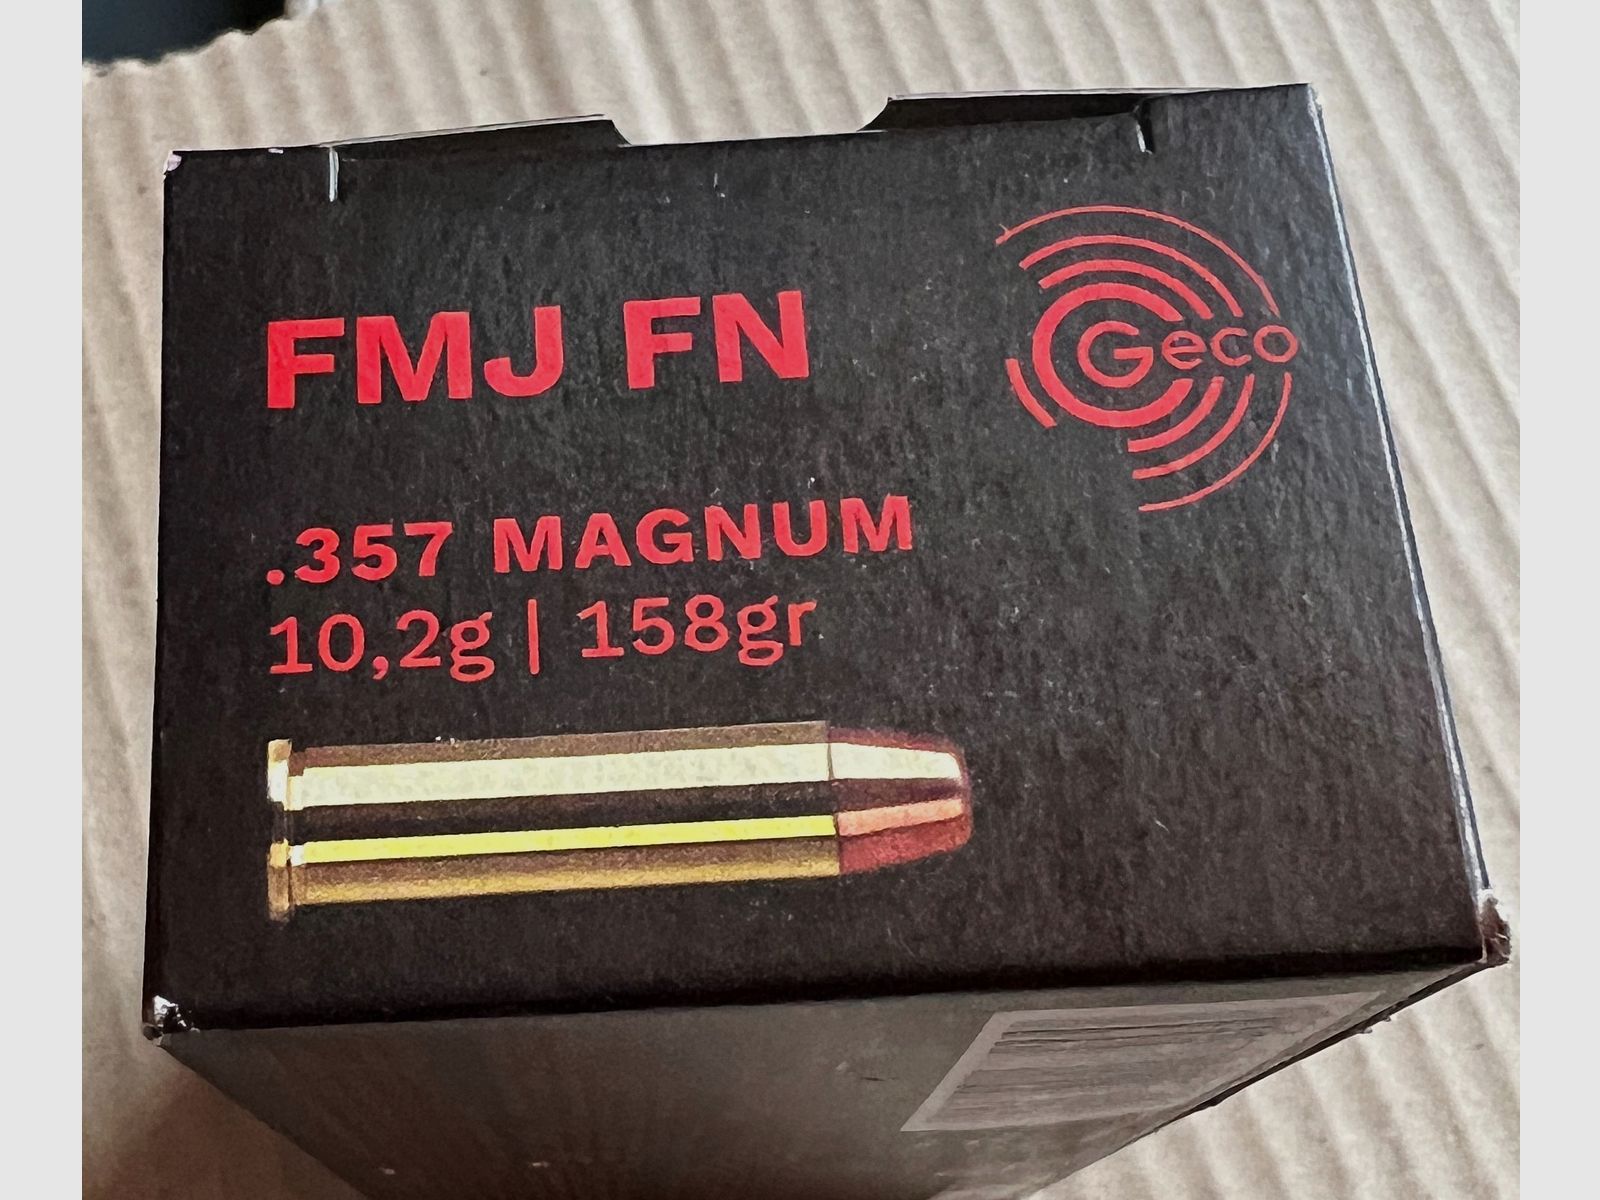 FMJ FN
Geco
.357 MAGNUM
10,2g | 158gr